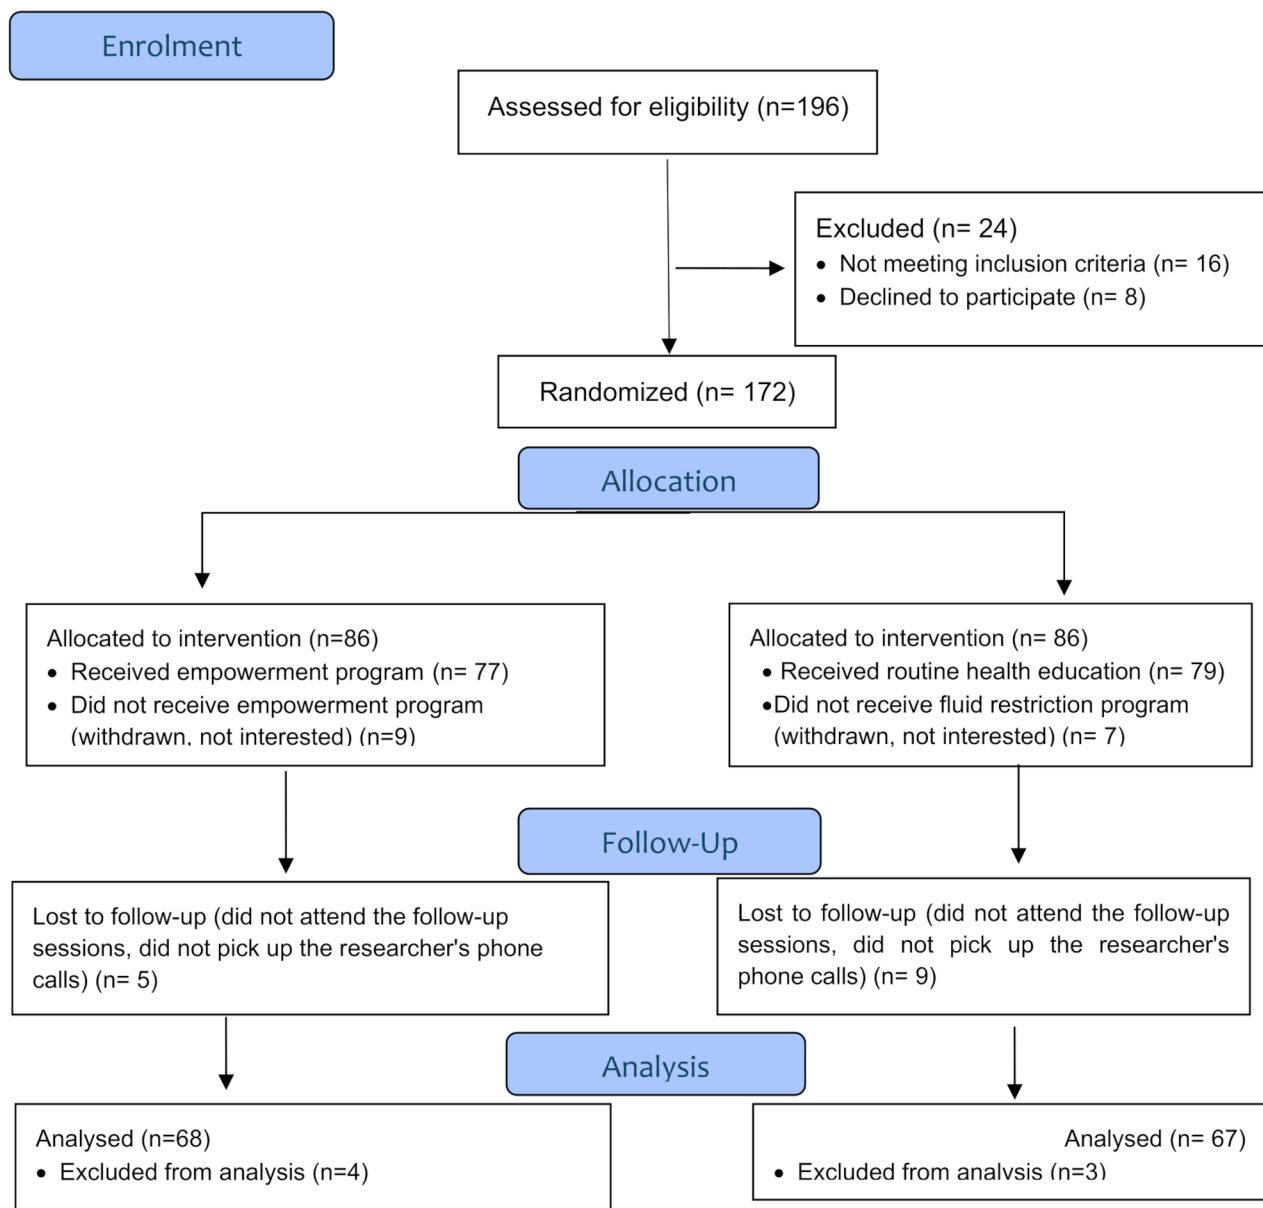 Enrolment
Assessed for eligibility (n=196)
Excluded (n= 24)
• Not meeting inclusion criteria (n= 16)
• Declined to participate (n= 8)
Randomized (n= 172)
Allocation
Allocated to intervention (n=86)
• Received empowerment program (n= 77)
• Did not receive empowerment program
(withdrawn, not interested) (n=9)
Allocated to intervention (n= 86)
• Received routine health education (n= 79)
•Did not receive fluid restriction program
(withdrawn, not interested) (n= 7)
Follow-Up
Lost to follow-up (did not attend the follow-up
sessions, did not pick up the researcher's phone
calls) (n= 5)
Lost to follow-up (did not attend the follow-up
sessions, did not pick up the researcher's
phone calls) (n= 9)
Analysis
Analysed (n=68)
• Excluded from analysis (n=4)
Analysed (n= 67)
• Excluded from analysis (n=3)